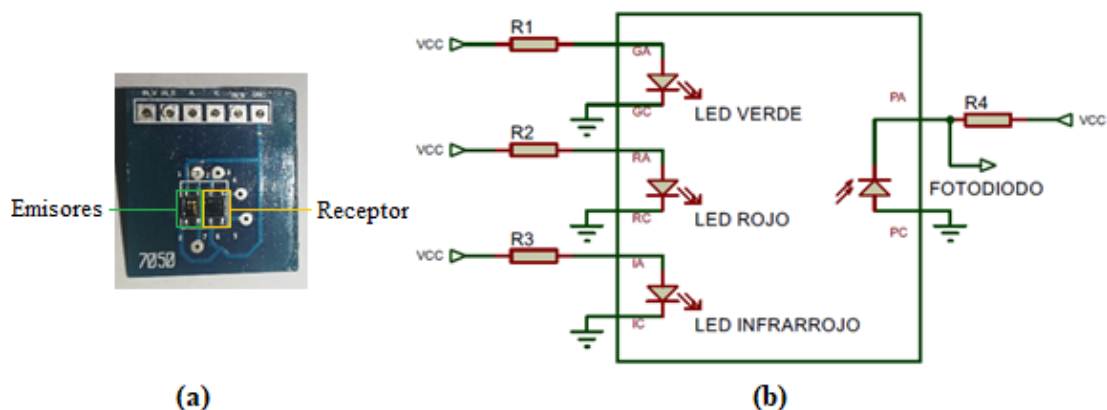 Emisores
Receptor
7050
(a)
R1
VCC
GA
GC
LED VERDE
R2
VCC
RA
RC
LED ROJO
R3
VCC
IA
IC
LED INFRARROJO
PA
R4
VCC
FOTODIODO
PC
(b)